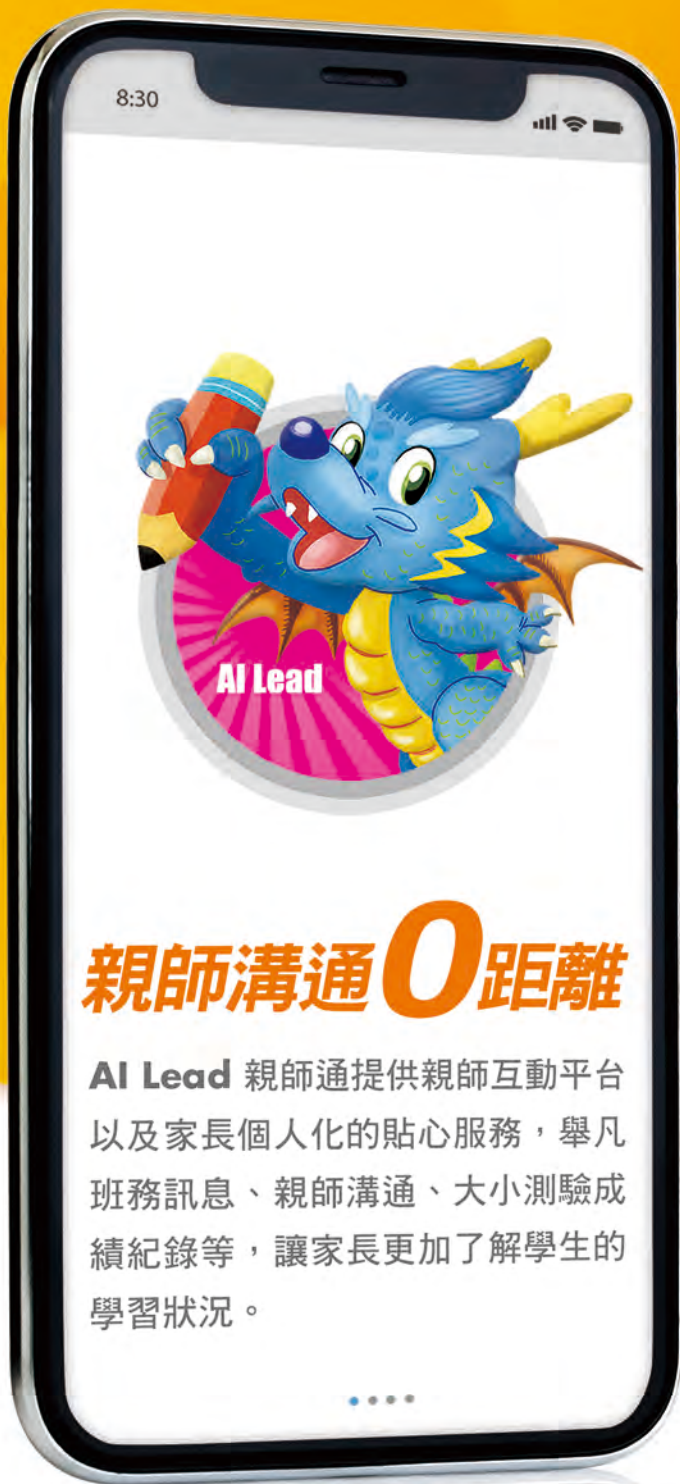 8:30
AI Lead
親師溝通0距離
AI Lead 親師通提供親師互動平台
以及家長個人化的貼心服務，舉凡
班務訊息、親師溝通、大小測驗成
績紀錄等，讓家長更加了解學生的
學習狀況。